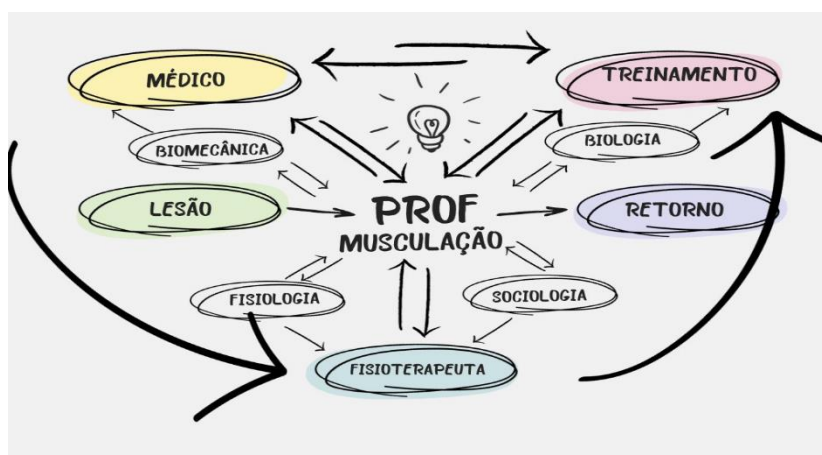 MÉDICO
TREINAMENTO
BIOMECÂNICA
BIOLOGIA
LESÃO
PROF
MUSCULAÇÃO
RETORNO
FISIOLOGIA
SOCIOLOGIA
FISIOTERAPEUTA